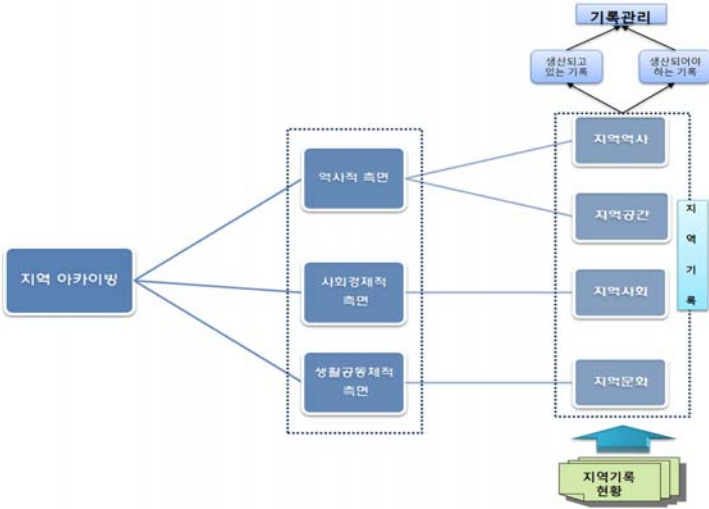 기록관리
생산되고
있는 기록
생산되어야
하는 기록
역사적 측면
지역역사
지역공간
지
역
기
록
지역 아카이빙
사회경제적
측면
지역사회
생활공동체적
측면
지역문화
지역기록
현황